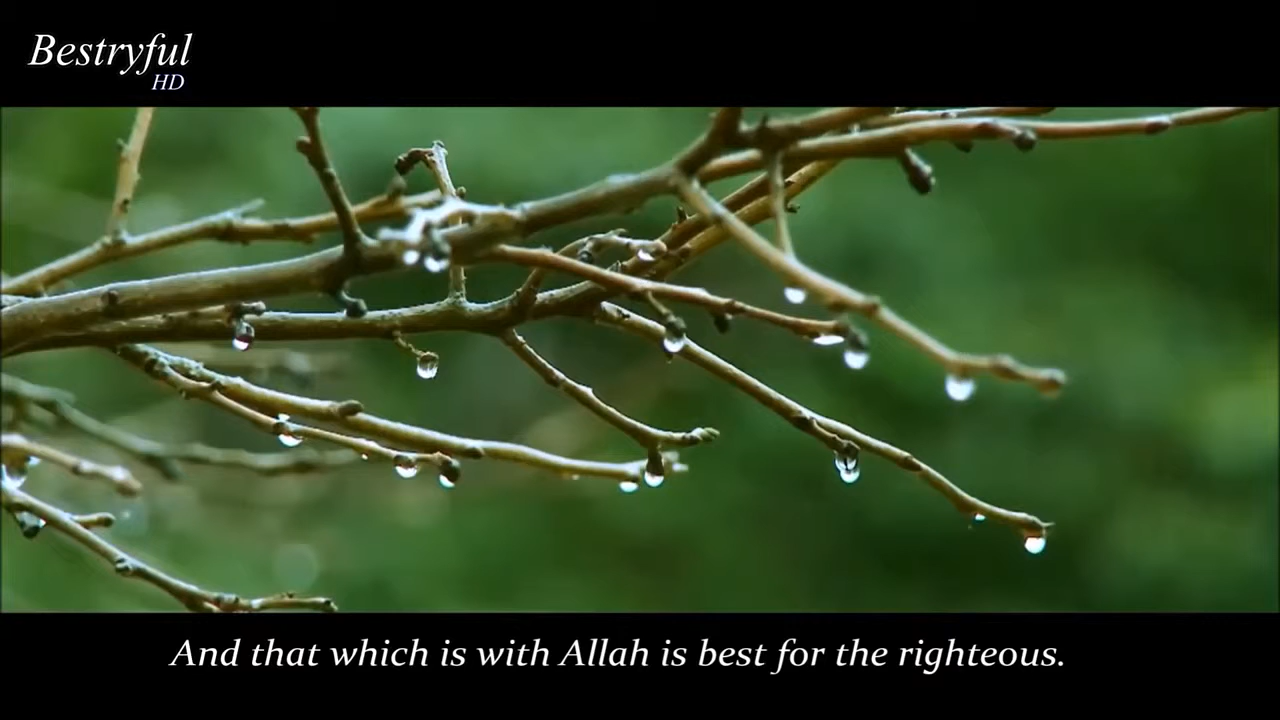 Bestryful
HD
And that which is with Allah is best for the righteous.